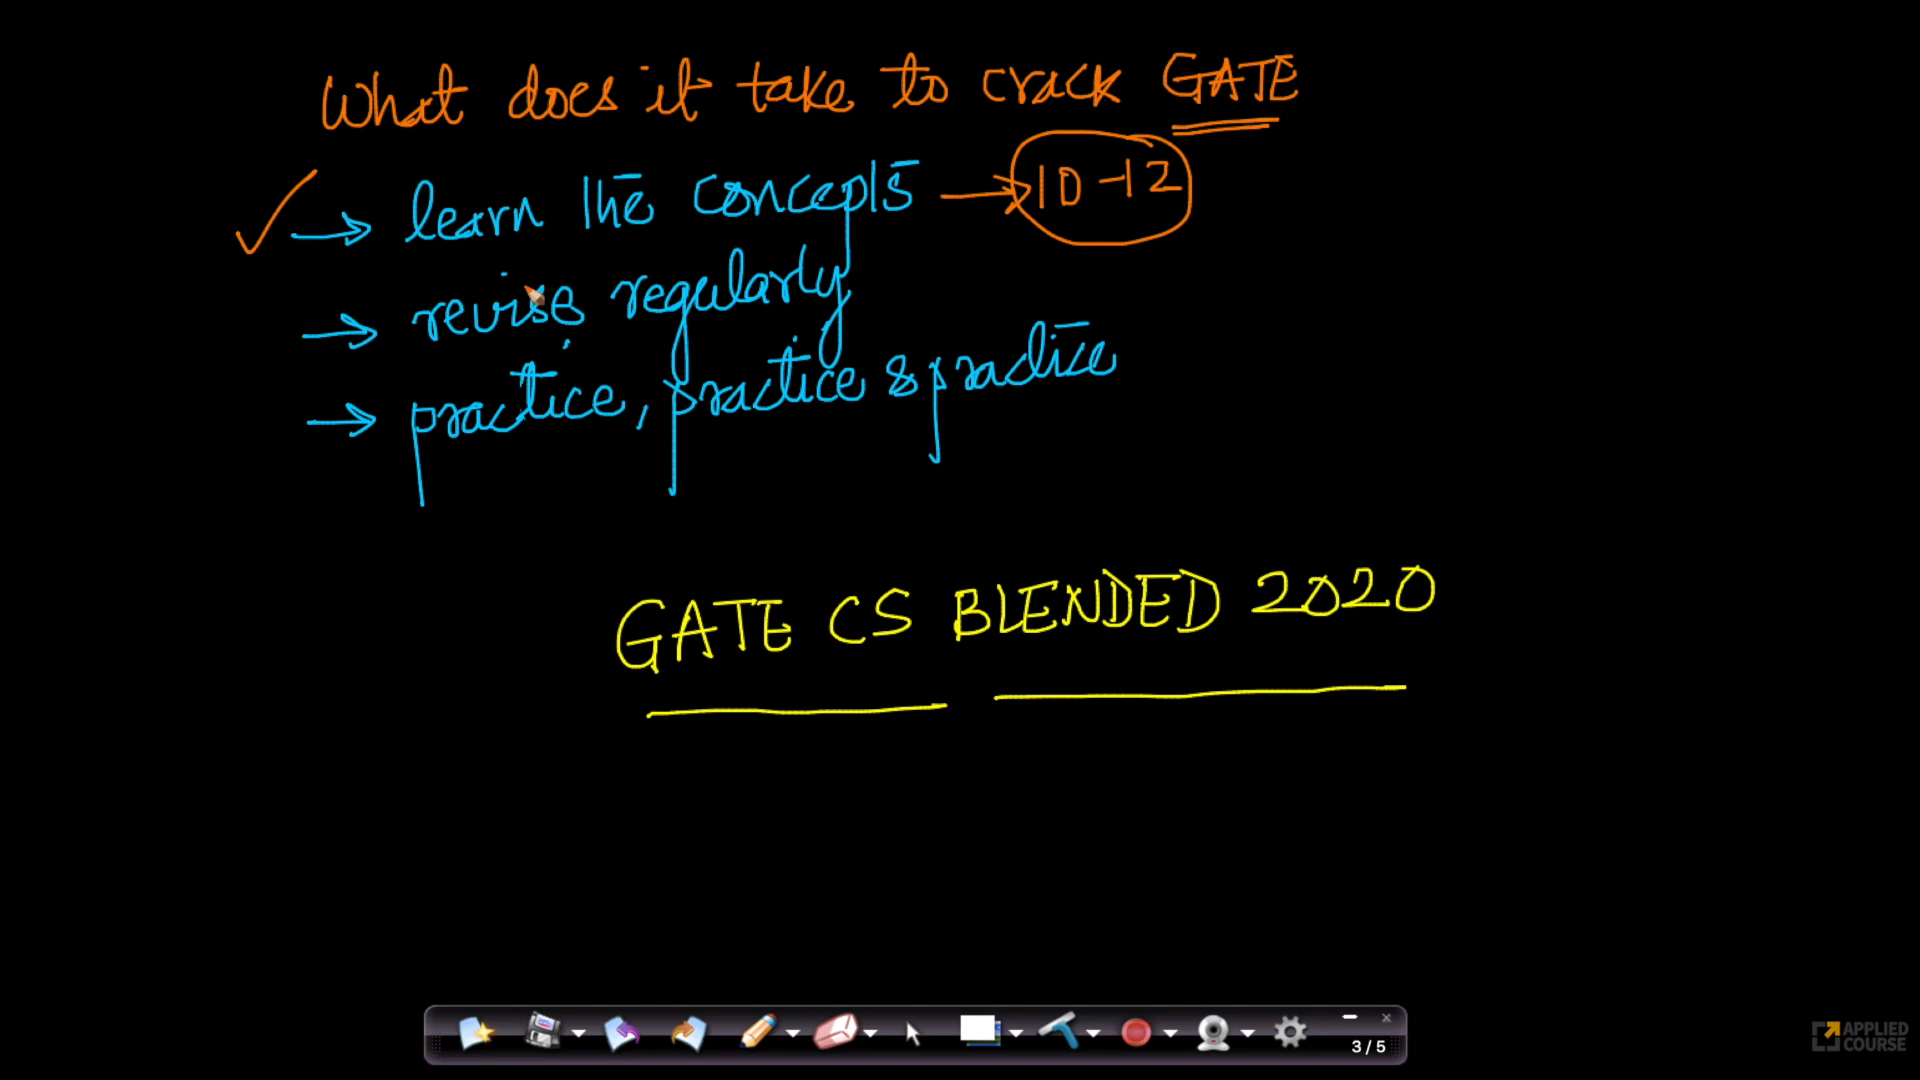 What does it take to crack GATE
✓ → learn the concepts → 10-12
→ revise regularly
→ practice, practice & practice
GATE CS BLENDED 2020
3 / 5
APPLIED
COURSE